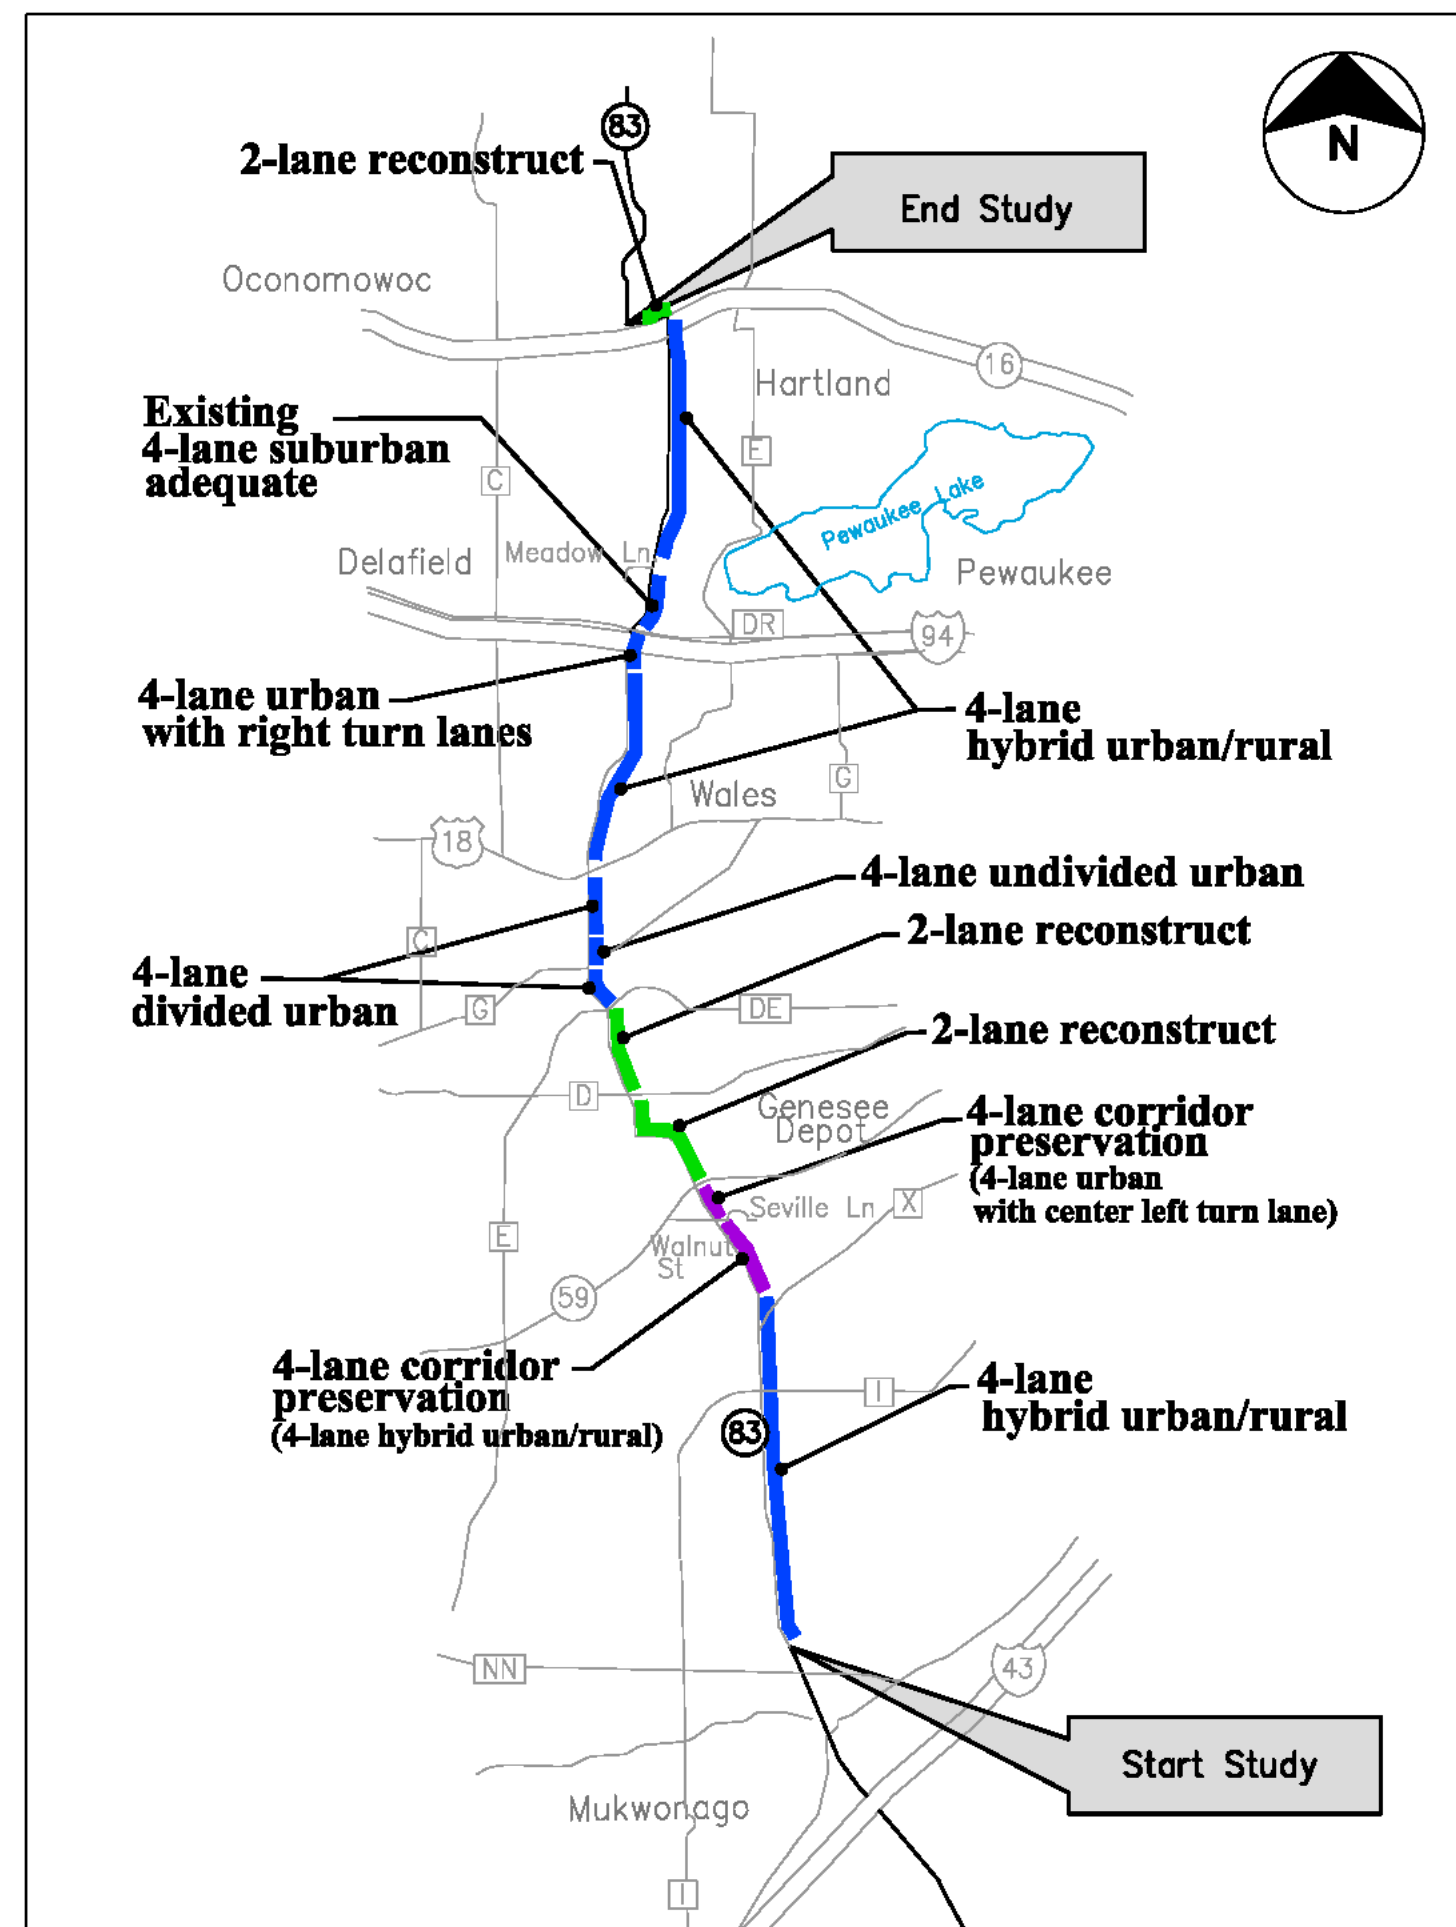 83
N
2-lane reconstruct
End Study
Oconomowoc
16
Hartland
Existing
4-lane suburban
adequate
E
C
Pewaukee Lake
Meadow Ln
Delafield
Pewaukee
DR
94
4-lane urban
with right turn lanes
4-lane
hybrid urban/rural
G
Wales
18
4-lane undivided urban
2-lane reconstruct
C
4-lane
divided urban
G
DE
2-lane reconstruct
D
Genesee
Depot
4-lane corridor
preservation
(4-lane urban
with center left turn lane)
Seville Ln
X
E
Walnut
St
59
4-lane corridor
preservation
(4-lane hybrid urban/rural)
I
4-lane
hybrid urban/rural
83
NN
43
Start Study
Mukwonago
I